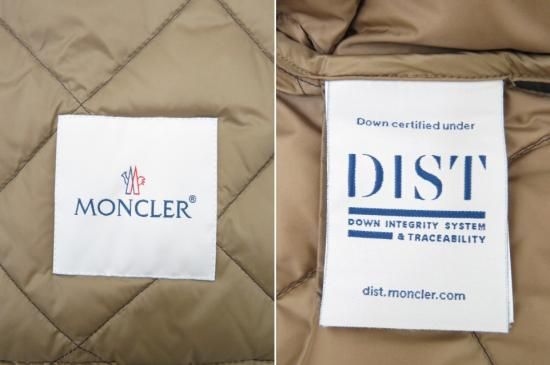 MONCLER®
Down certified under
DIST
DOWN INTEGRITY SYSTEM
& TRACEABILITY
dist.moncler.com